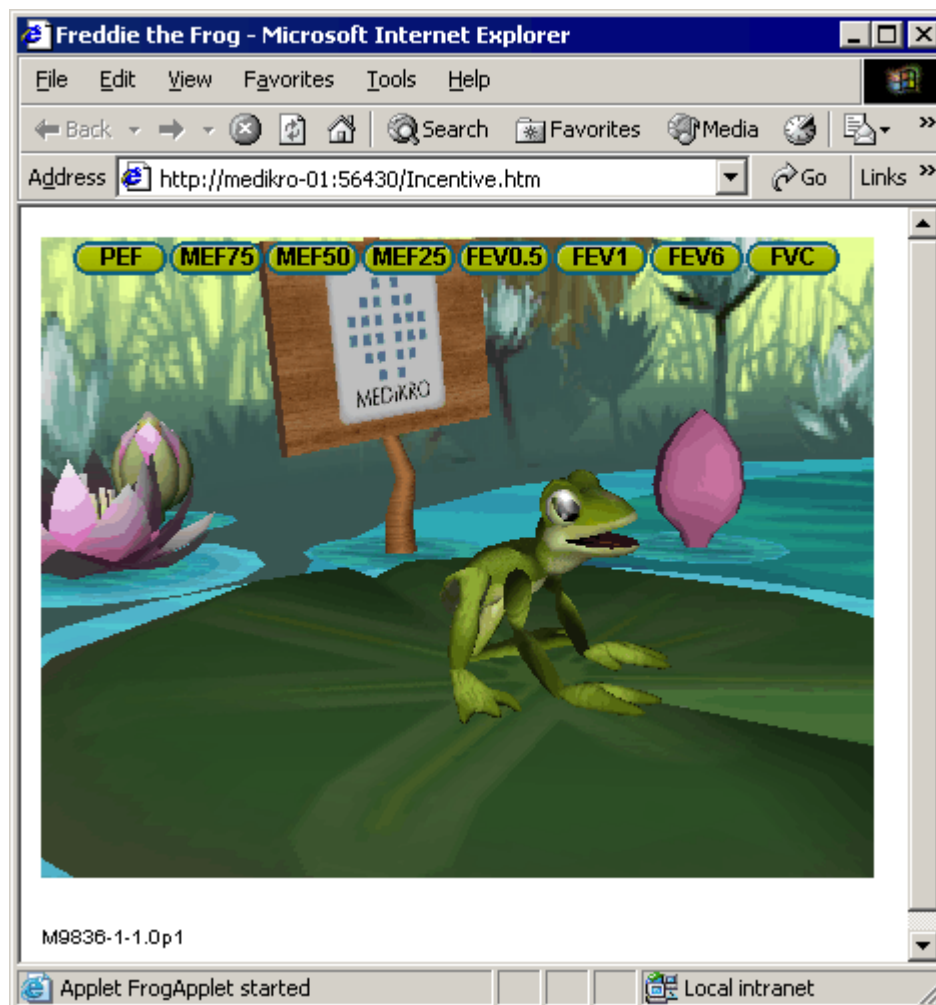 Freddie the Frog - Microsoft Internet Explorer
File Edit View Favorites Tools Help
Back Search Favorites Media »
Address http://medikro-01:56430/Incentive.htm Go Links »
PEF MEF75 MEF50 MEF25 FEV0.5 FEV1 FEV6 FVC
MEDiKRO
M9836-1-1.0p1
Applet FrogApplet started Local intranet